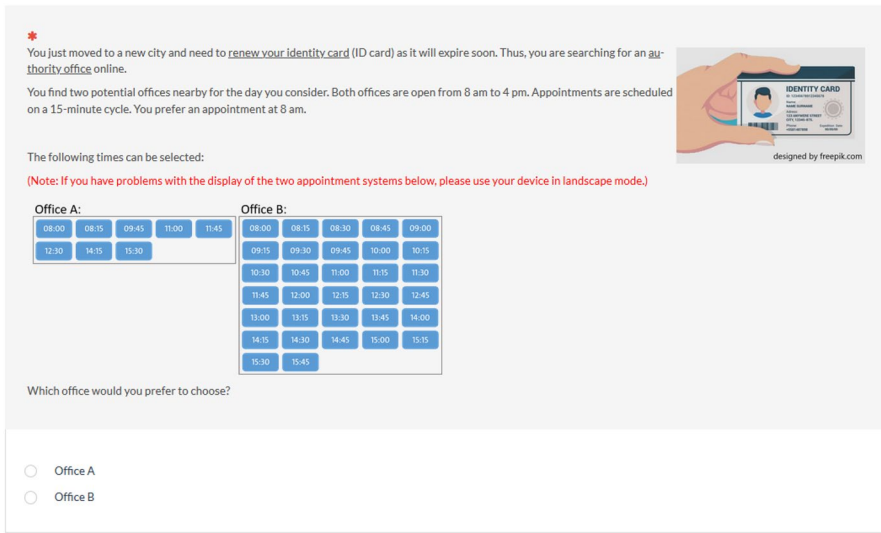 *
You just moved to a new city and need to renew your identity card (ID card) as it will expire soon. Thus, you are searching for an au-
thority office online.
You find two potential offices nearby for the day you consider. Both offices are open from 8 am to 4 pm. Appointments are scheduled
on a 15-minute cycle. You prefer an appointment at 8 am.
IDENTITY CARD
designed by freepik.com
The following times can be selected:
(Note: If you have problems with the display of the two appointment systems below, please use your device in landscape mode.)
Office A:
08:00 08:15 09:45 11:00 11:45
12:30 14:15 15:30
Office B:
08:00 08:15 08:30 08:45 09:00
09:15 09:30 09:45 10:00 10:15
10:30 10:45 11:00 11:15 11:30
11:45 12:00 12:15 12:30 12:45
13:00 13:15 13:30 13:45 14:00
14:15 14:30 14:45 15:00 15:15
15:30 15:45
Which office would you prefer to choose?
Office A
Office B